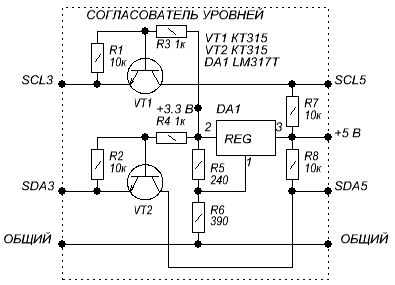 СОГЛАСОВАТЕЛЬ УРОВНЕЙ
R1
10к
R3 1к
VT1 КТ315
VT2 КТ315
DA1 LM317T
SCL3
SCL5
VT1
R7
10к
+3.3 В
R4 1к
DA1
2
REG
3
1
+5 В
R2
10к
R5
240
R8
10к
SDA3
SDA5
VT2
R6
390
ОБЩИЙ
ОБЩИЙ